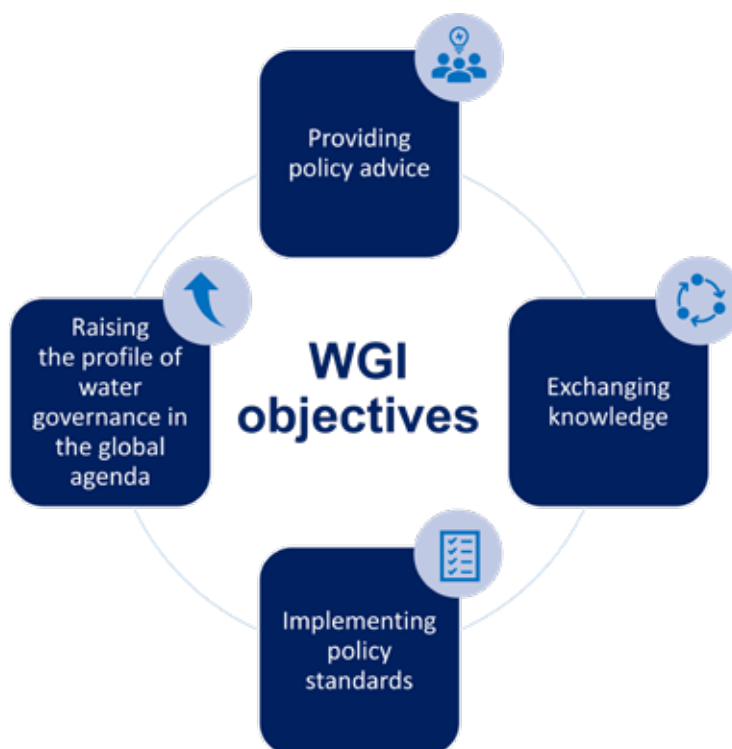 Providing
policy advice
Raising
the profile of
water
governance in
the global
agenda
WGI
objectives
Exchanging
knowledge
Implementing
policy
standards